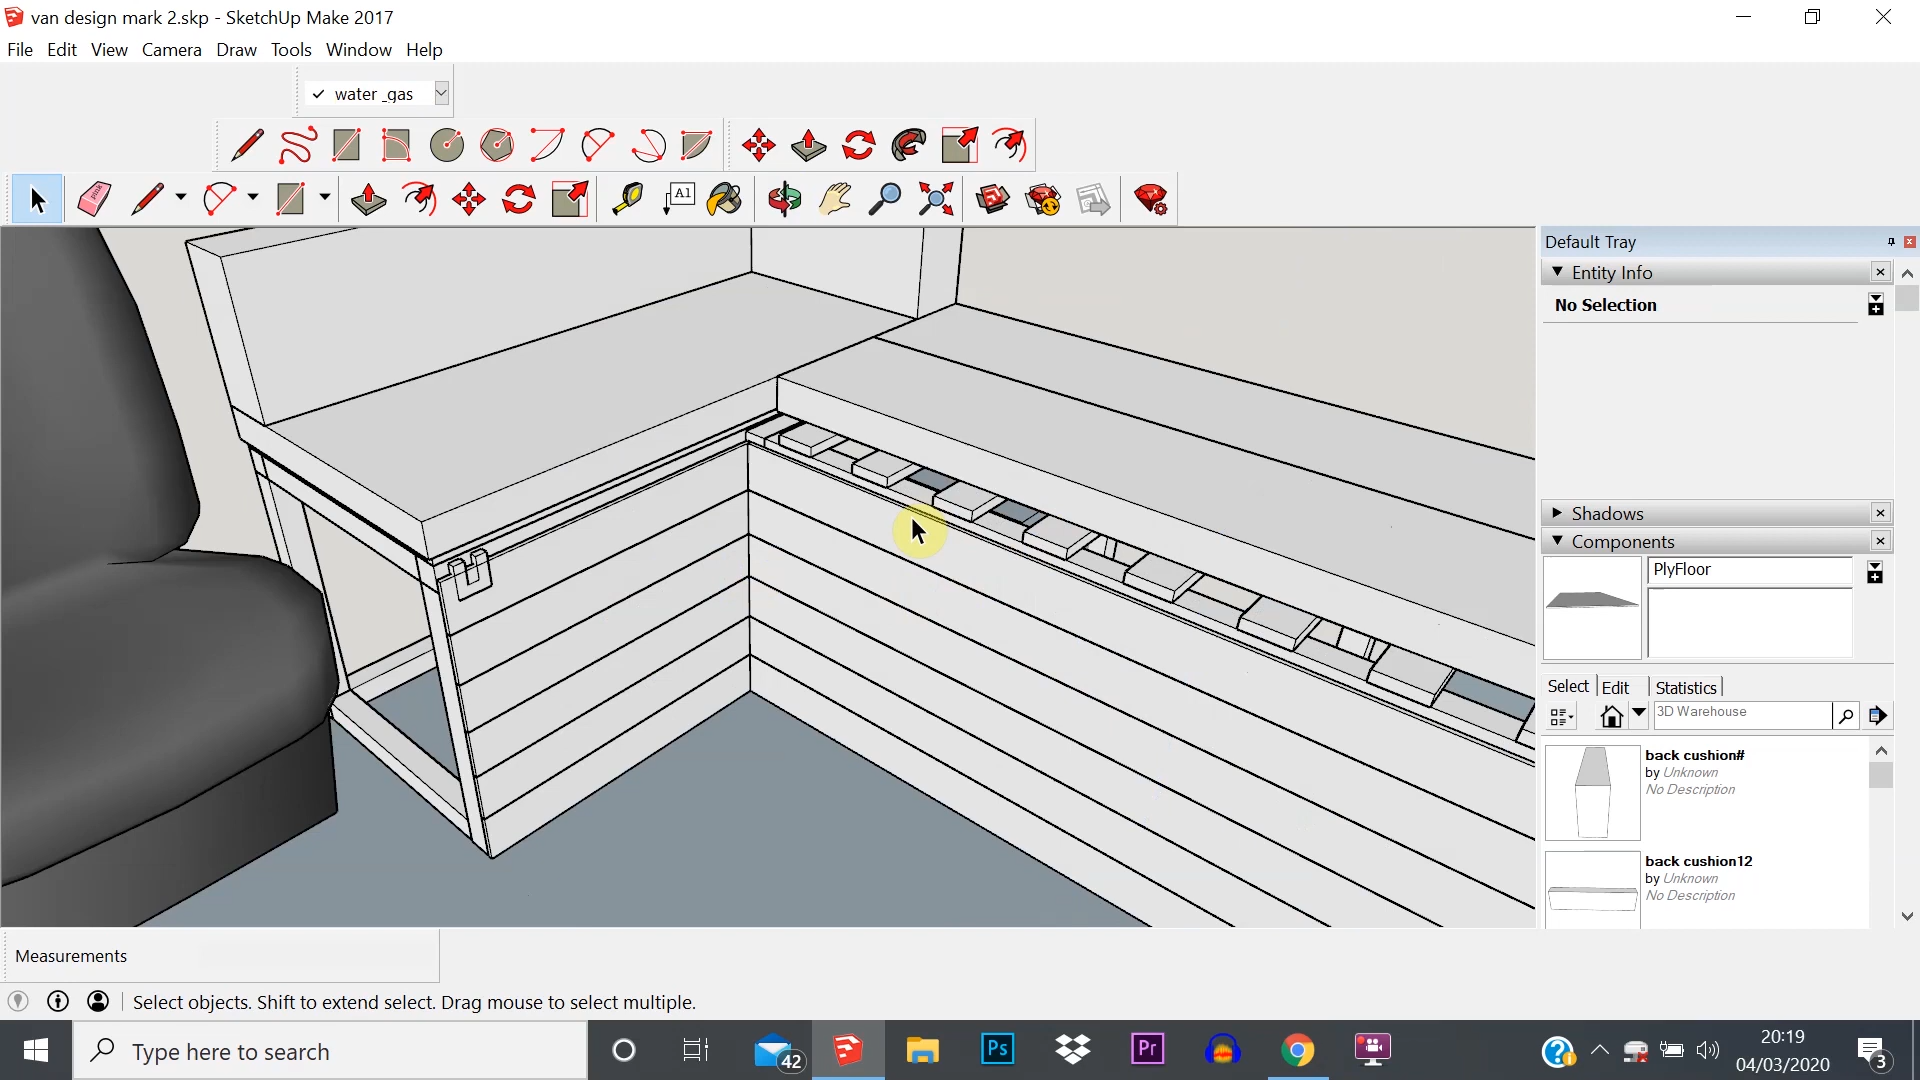 van design mark 2.skp - SketchUp Make 2017
File Edit View Camera Draw Tools Window Help
water _gas
A1
Default Tray
Entity Info
No Selection
Shadows
Components
PlyFloor
Select Edit Statistics
3D Warehouse
back cushion#
by Unknown
No Description
back cushion12
by Unknown
No Description
Measurements
Select objects. Shift to extend select. Drag mouse to select multiple.
Type here to search
42
Ps
Pr
20:19
04/03/2020
3